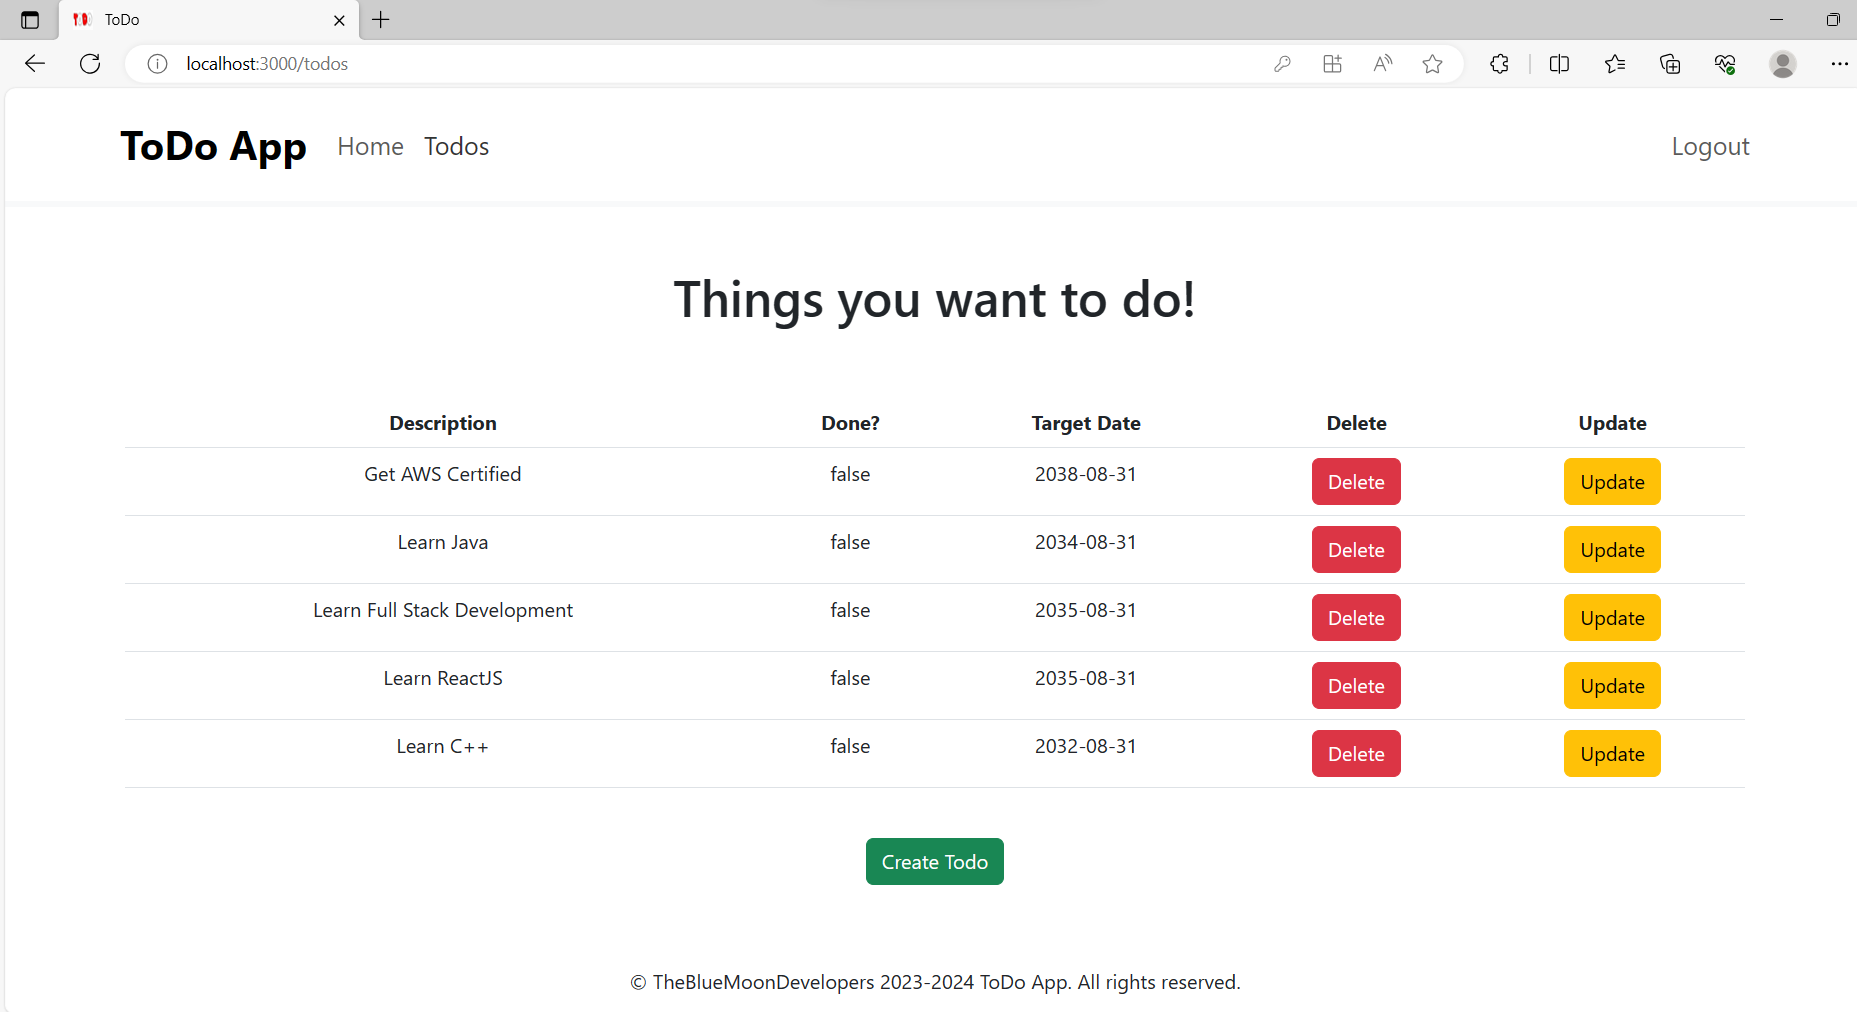 ToDo
localhost:3000/todos
ToDo App Home Todos Logout
Things you want to do!
Description Done? Target Date Delete Update
Get AWS Certified false 2038-08-31 Delete Update
Learn Java false 2034-08-31 Delete Update
Learn Full Stack Development false 2035-08-31 Delete Update
Learn ReactJS false 2035-08-31 Delete Update
Learn C++ false 2032-08-31 Delete Update
Create Todo
© TheBlueMoonDevelopers 2023-2024 ToDo App. All rights reserved.